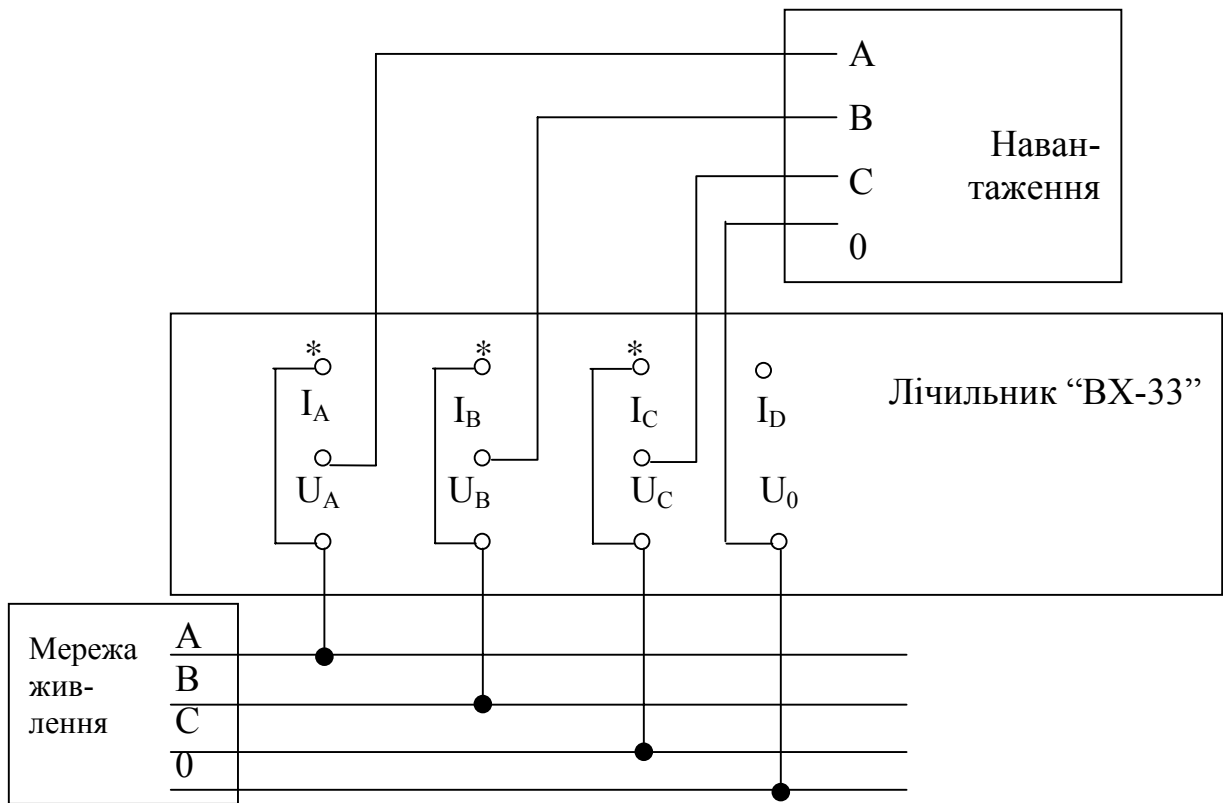 A
B
Наван-
таження
C
0
* * *
I_A I_B I_C I_D
Лічильник “ВХ-33”
U_A U_B U_C U_0
Мережа
жив-
лення
A
B
C
0